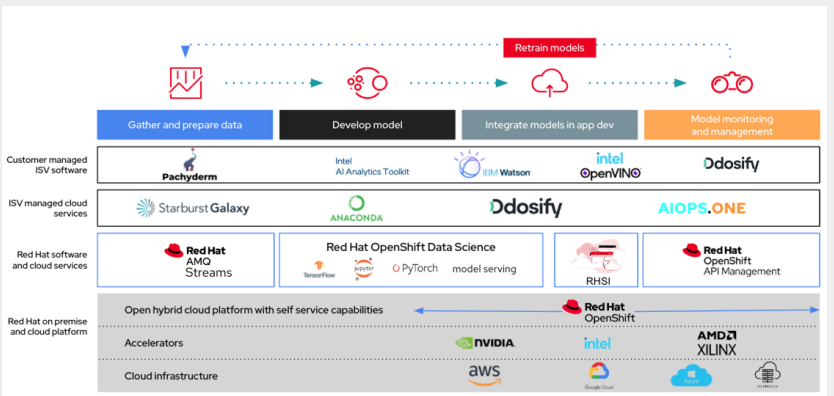 Retrain models
Gather and prepare data
Develop model
Integrate models in app dev
Model monitoring
and management
Customer managed
ISV software
Pachyderm
Intel
AI Analytics Toolkit
IBM Watson
intel
OpenVINO
Ddosify
ISV managed cloud
services
Starburst Galaxy
ANACONDA
Ddosify
AIOPS.ONE
Red Hat software
and cloud services
Red Hat
AMQ
Streams
Red Hat OpenShift Data Science
TensorFlow
jupyter
PyTorch
model serving
RHSI
Red Hat
OpenShift
API Management
Red Hat on premise
and cloud platform
Open hybrid cloud platform with self service capabilities
Red Hat
OpenShift
Accelerators
NVIDIA.
intel
AMD
XILINX
Cloud infrastructure
aws
Google Cloud
Azure